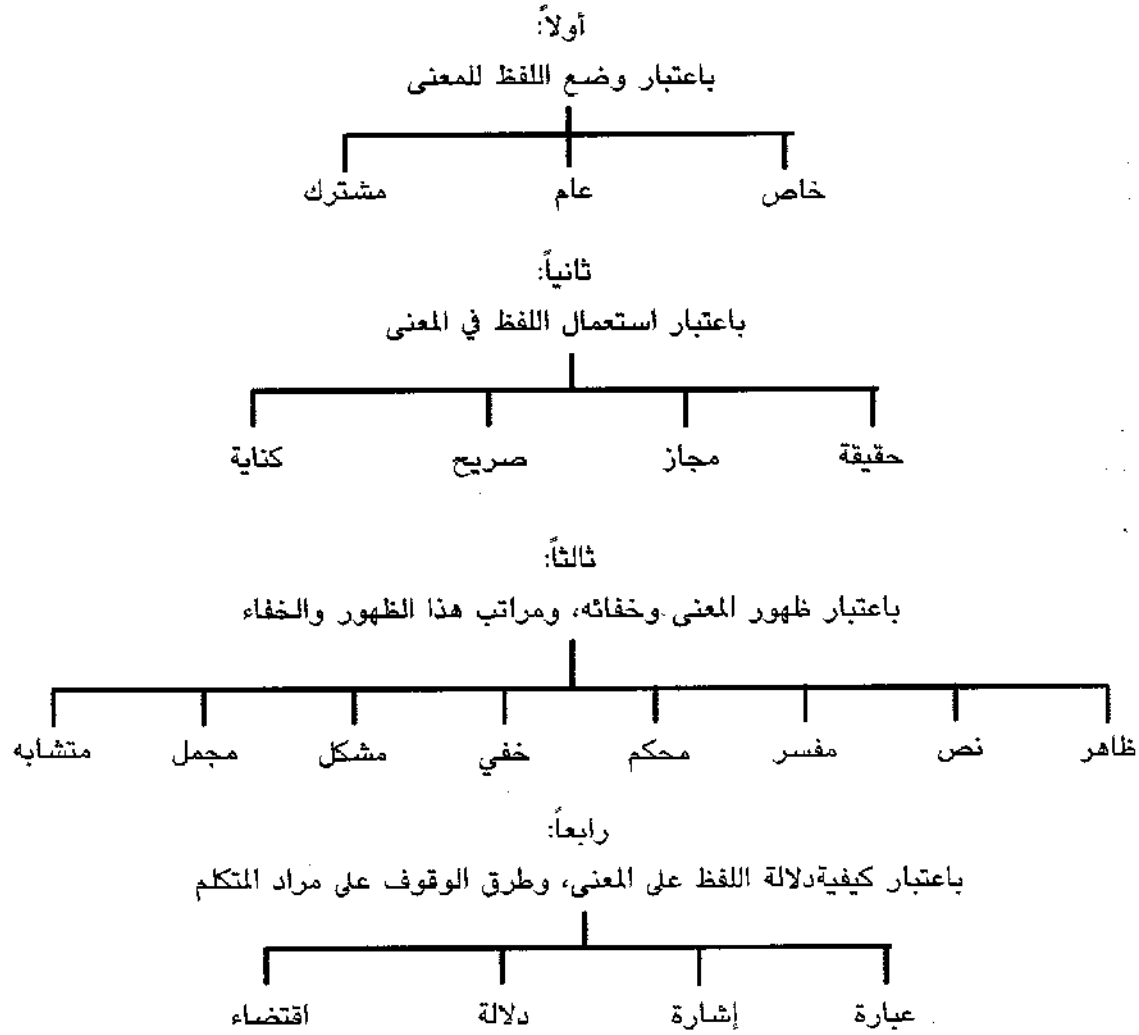 أولاً:
باعتبار وضع اللفظ للمعنى
خاص عام مشترك
ثانياً:
باعتبار استعمال اللفظ في المعنى
حقيقة مجاز صريح كناية
ثالثاً:
باعتبار ظهور المعنى وخفائه، ومراتب هذا الظهور والخفاء
ظاهر نص مفسر محكم خفي مشكل مجمل متشابه
رابعاً:
باعتبار كيفية دلالة اللفظ على المعنى، وطرق الوقوف على مراد المتكلم
عبارة إشارة دلالة اقتضاء